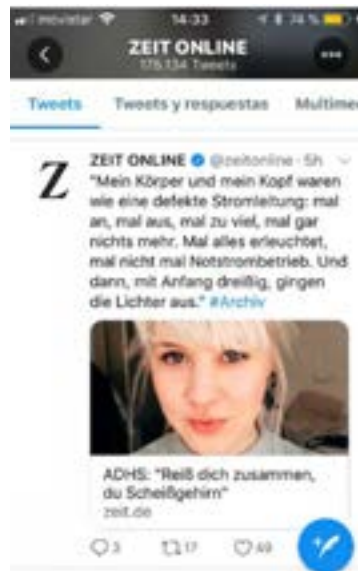 movistar 14:33 74 %
ZEIT ONLINE
175.134 Tweets
Tweets Tweets y respuestas Multime
ZEIT ONLINE @zeitonline · 5h
"Mein Körper und mein Kopf waren
wie eine defekte Stromleitung: mal
an, mal aus, mal zu viel, mal gar
nichts mehr. Mal alles erleuchtet,
mal nicht mal Notstrombetrieb. Und
dann, mit Anfang dreißig, gingen
die Lichter aus." #Archiv
Z
ADHS: "Reiß dich zusammen,
du Scheißgehirn"
zeit.de
3 17 49